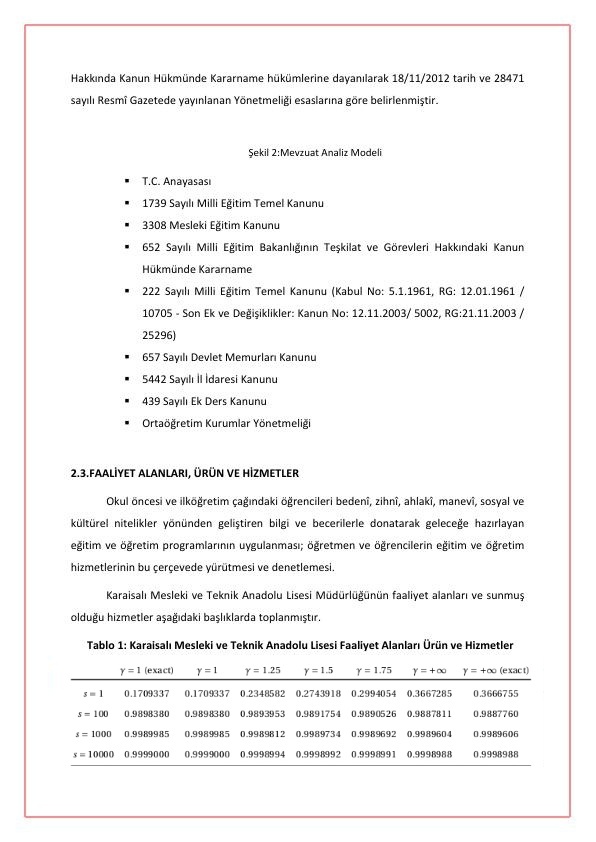 Hakkında Kanun Hükmünde Kararname hükümlerine dayanılarak 18/11/2012 tarih ve 28471
sayılı Resmî Gazetede yayınlanan Yönetmeliği esaslarına göre belirlenmiştir.
Şekil 2:Mevzuat Analiz Modeli
▪ T.C. Anayasası
▪ 1739 Sayılı Milli Eğitim Temel Kanunu
▪ 3308 Mesleki Eğitim Kanunu
▪ 652 Sayılı Milli Eğitim Bakanlığının Teşkilat ve Görevleri Hakkındaki Kanun
Hükmünde Kararname
▪ 222 Sayılı Milli Eğitim Temel Kanunu (Kabul No: 5.1.1961, RG: 12.01.1961 /
10705 - Son Ek ve Değişiklikler: Kanun No: 12.11.2003/ 5002, RG:21.11.2003 /
25296)
▪ 657 Sayılı Devlet Memurları Kanunu
▪ 5442 Sayılı İl İdaresi Kanunu
▪ 439 Sayılı Ek Ders Kanunu
▪ Ortaöğretim Kurumlar Yönetmeliği
2.3.FAALİYET ALANLARI, ÜRÜN VE HİZMETLER
Okul öncesi ve ilköğretim çağındaki öğrencileri bedenî, zihnî, ahlakî, manevî, sosyal ve
kültürel nitelikler yönünden geliştiren bilgi ve becerilerle donatarak geleceğe hazırlayan
eğitim ve öğretim programlarının uygulanması; öğretmen ve öğrencilerin eğitim ve öğretim
hizmetlerinin bu çerçevede yürütmesi ve denetlemesi.
Karaisalı Mesleki ve Teknik Anadolu Lisesi Müdürlüğünün faaliyet alanları ve sunmuş
olduğu hizmetler aşağıdaki başlıklarda toplanmıştır.
Tablo 1: Karaisalı Mesleki ve Teknik Anadolu Lisesi Faaliyet Alanları Ürün ve Hizmetler
γ = 1 (exact) γ = 1 γ = 1.25 γ = 1.5 γ = 1.75 γ = +∞ γ = +∞ (exact)
s = 1 0.1709337 0.1709337 0.2348582 0.2743918 0.2994054 0.3667285 0.3666755
s = 100 0.9898380 0.9898380 0.9893953 0.9891754 0.9890526 0.9887811 0.9887760
s = 1000 0.9989985 0.9989985 0.9989812 0.9989734 0.9989692 0.9989604 0.9989606
s = 10000 0.9999000 0.9999000 0.9998994 0.9998992 0.9998991 0.9998988 0.9998988